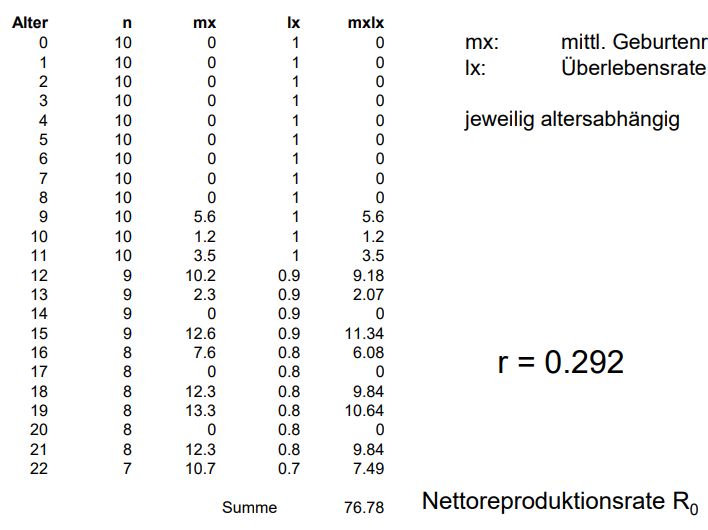 Alter n mx lx mxlx
0 10 0 1 0
1 10 0 1 0
2 10 0 1 0
3 10 0 1 0
4 10 0 1 0
5 10 0 1 0
6 10 0 1 0
7 10 0 1 0
8 10 0 1 0
9 10 5.6 1 5.6
10 10 1.2 1 1.2
11 10 3.5 1 3.5
12 9 10.2 0.9 9.18
13 9 2.3 0.9 2.07
14 9 0 0.9 0
15 9 12.6 0.9 11.34
16 8 7.6 0.8 6.08
17 8 0 0.8 0
18 8 12.3 0.8 9.84
19 8 13.3 0.8 10.64
20 8 0 0.8 0
21 8 12.3 0.8 9.84
22 7 10.7 0.7 7.49
Summe 76.78
mx: mittl. Geburtenr
lx: Überlebensrate
jeweilig altersabhängig
r = 0.292
Nettoreproduktionsrate R₀